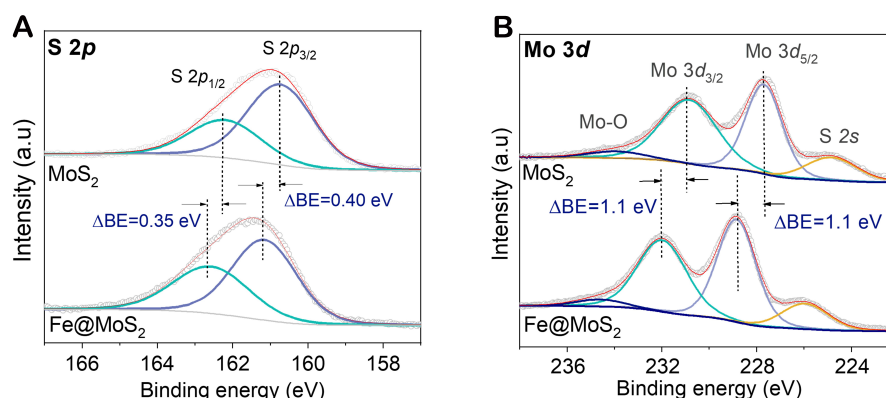 A
S 2p
S 2p3/2
S 2p1/2
MoS2
ΔBE=0.35 eV
ΔBE=0.40 eV
Fe@MoS2
166 164 162 160 158
Binding energy (eV)
Intensity (a.u)
B
Mo 3d
Mo 3d5/2
Mo 3d3/2
Mo-O
S 2s
MoS2
ΔBE=1.1 eV
ΔBE=1.1 eV
Fe@MoS2
236 232 228 224
Binding energy (eV)
Intensity (a.u)